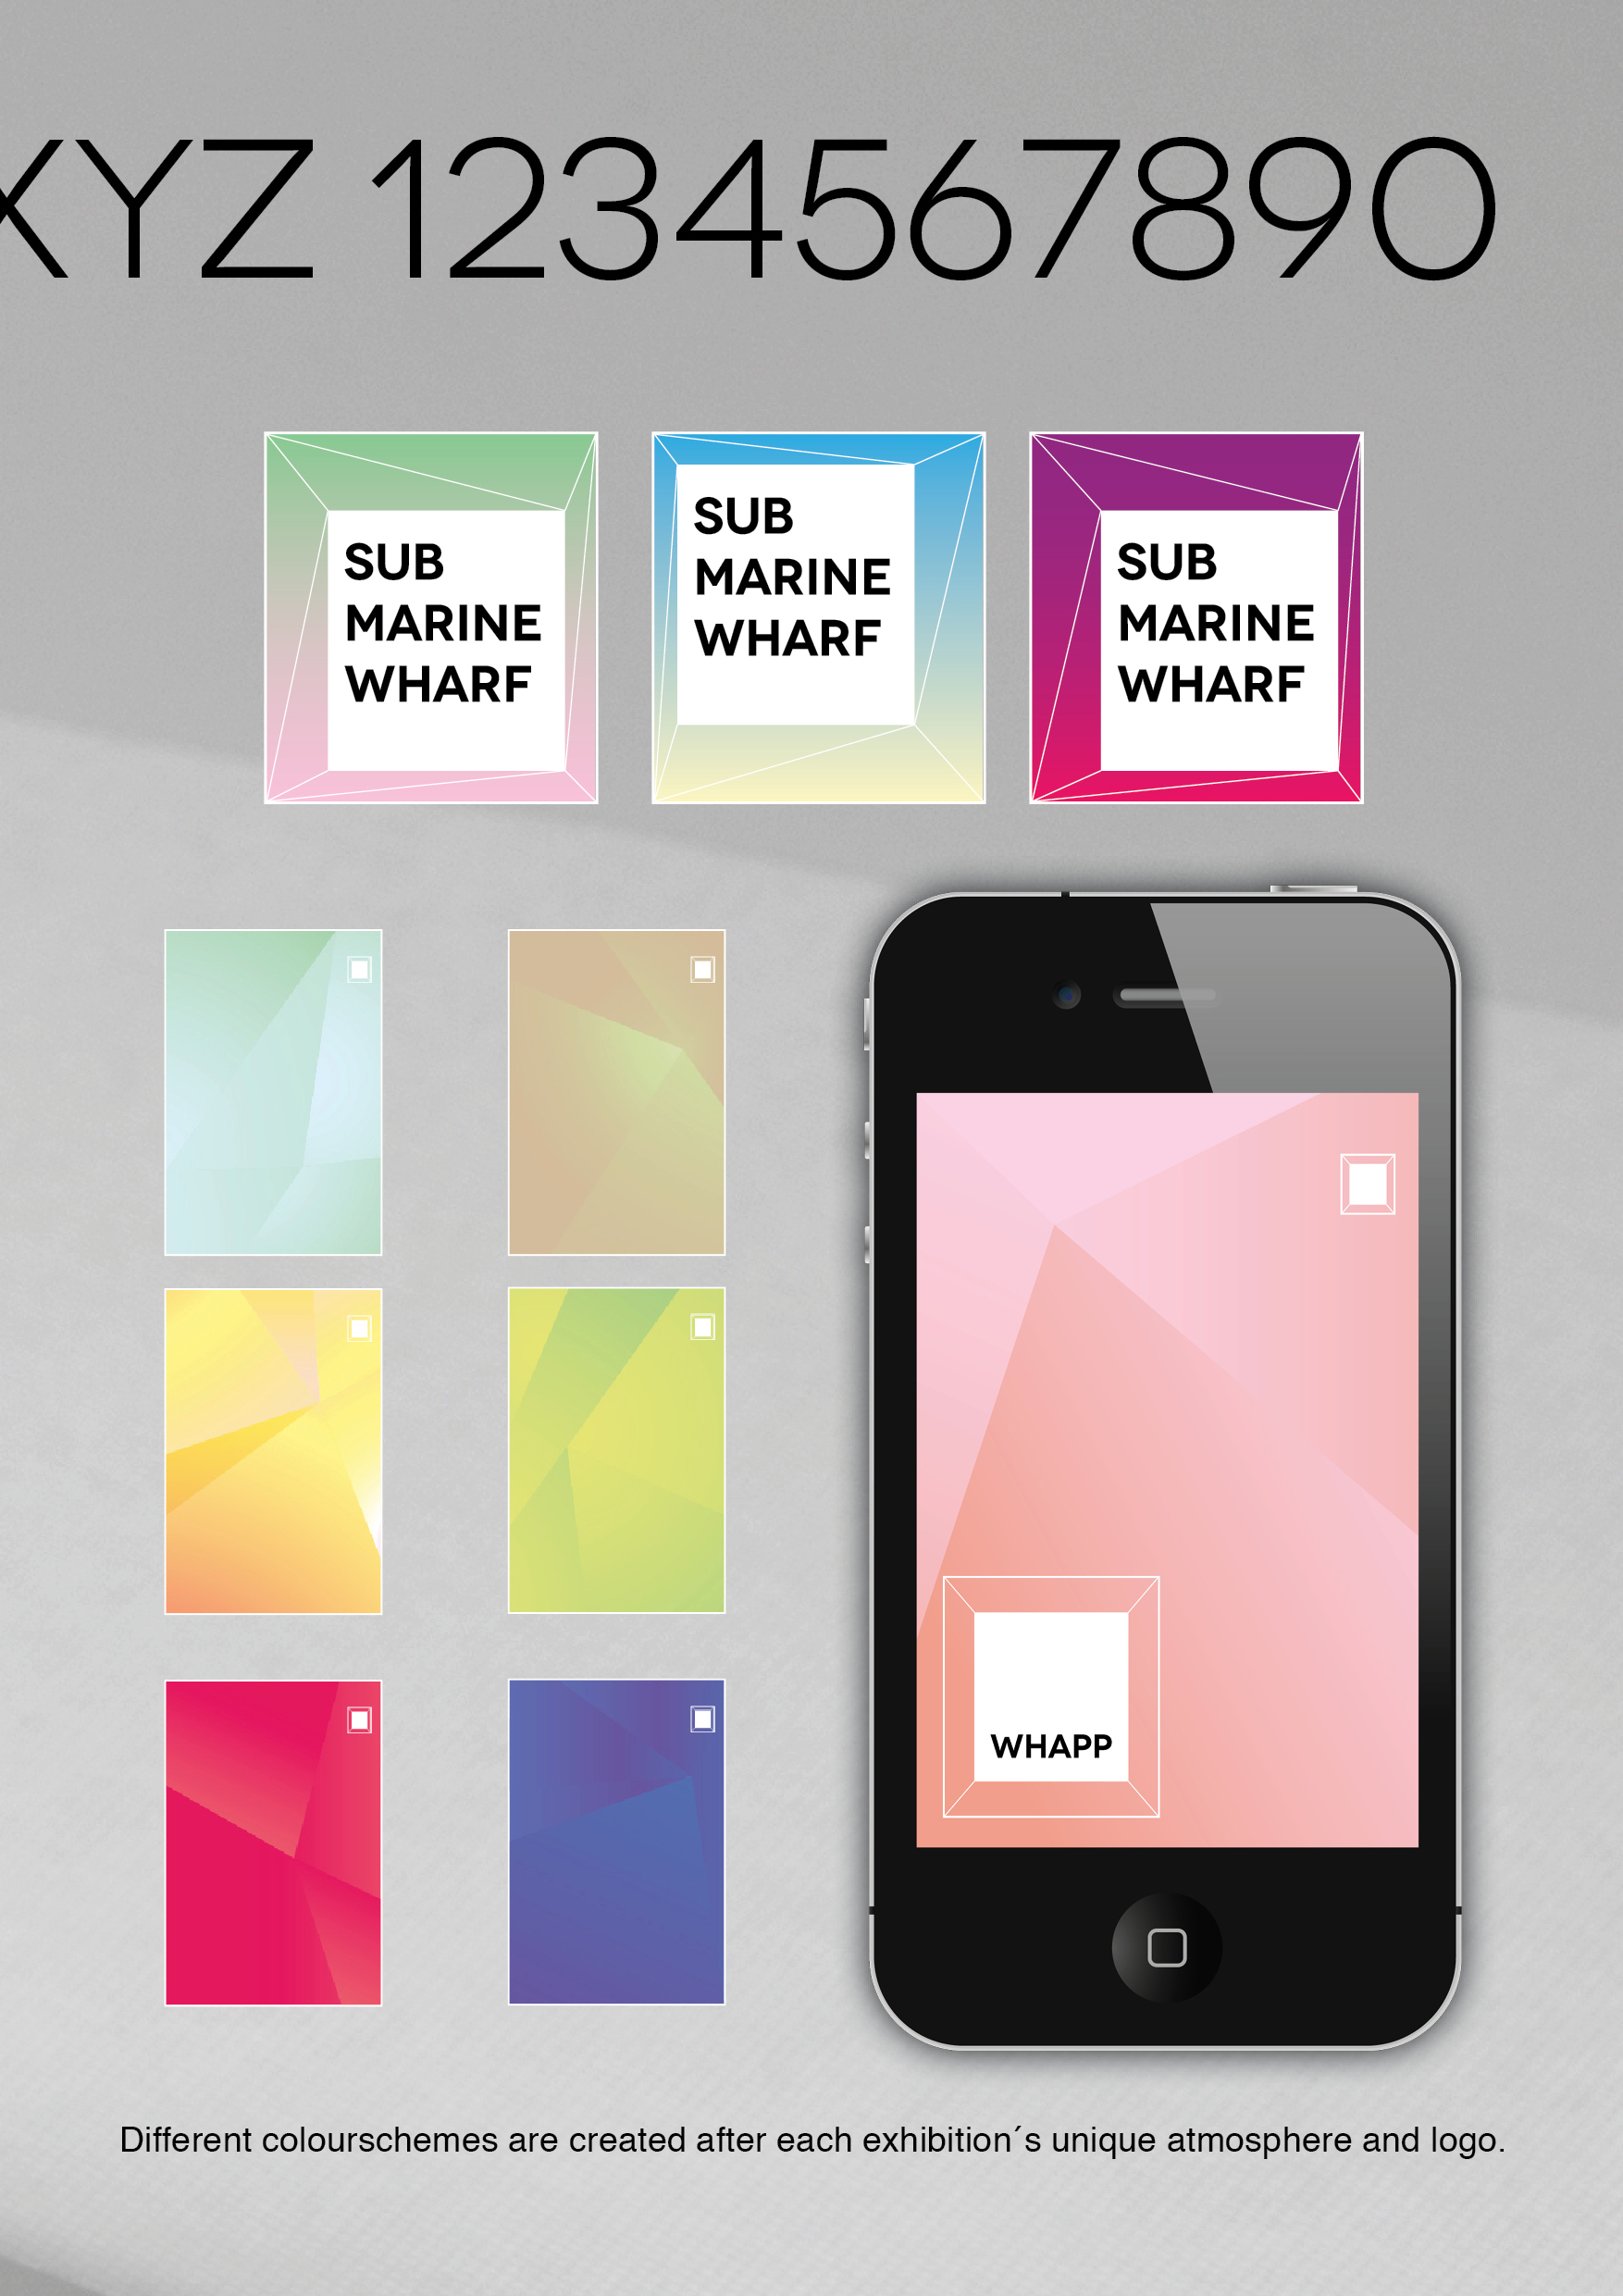 XYZ 1234567890
SUB
MARINE
WHARF
SUB
MARINE
WHARF
SUB
MARINE
WHARF
WHAPP
Different colourschemes are created after each exhibition´s unique atmosphere and logo.